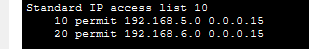 Standard IP access list 10
    10 permit 192.168.5.0 0.0.0.15
    20 permit 192.168.6.0 0.0.0.15